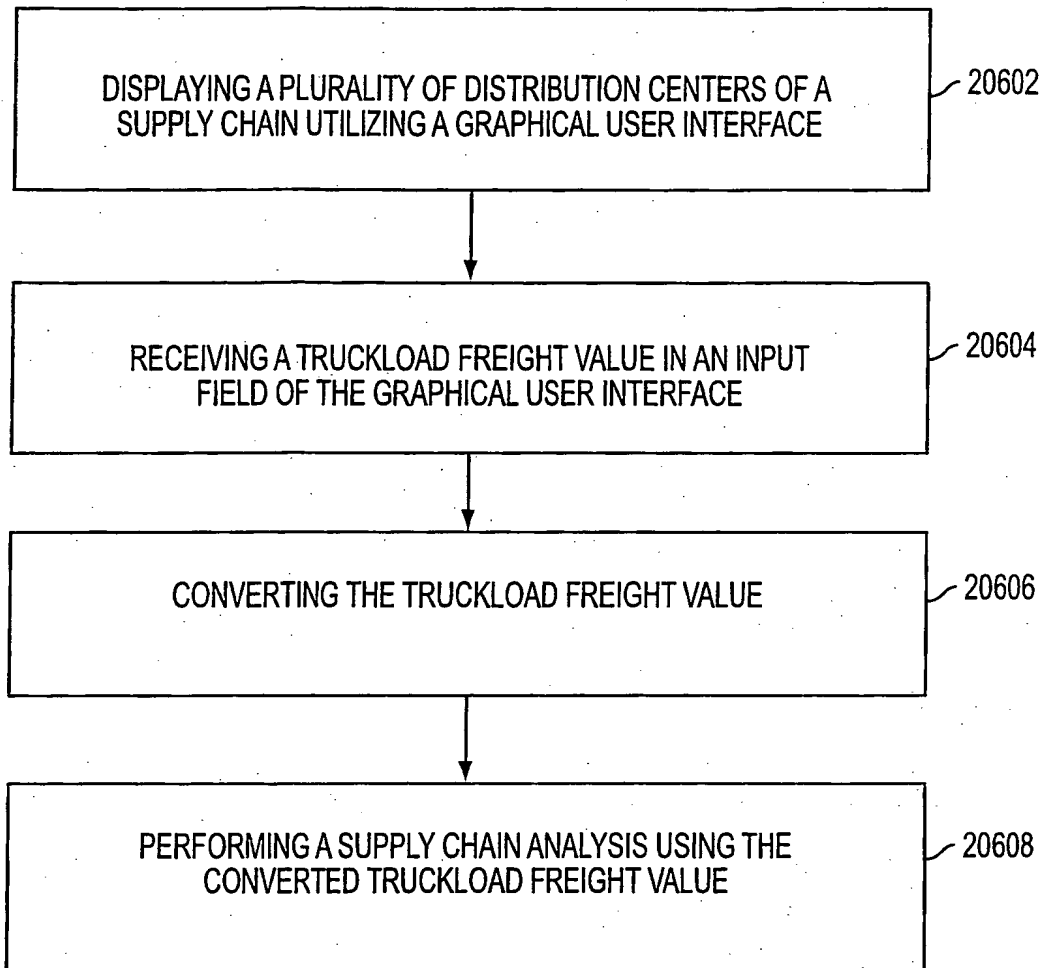 DISPLAYING A PLURALITY OF DISTRIBUTION CENTERS OF A
SUPPLY CHAIN UTILIZING A GRAPHICAL USER INTERFACE
20602
RECEIVING A TRUCKLOAD FREIGHT VALUE IN AN INPUT
FIELD OF THE GRAPHICAL USER INTERFACE
20604
CONVERTING THE TRUCKLOAD FREIGHT VALUE
20606
PERFORMING A SUPPLY CHAIN ANALYSIS USING THE
CONVERTED TRUCKLOAD FREIGHT VALUE
20608